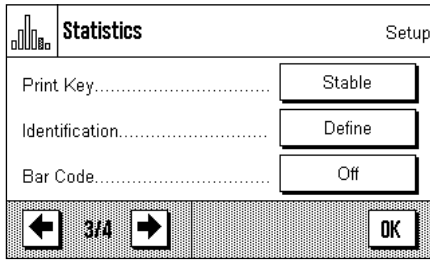 Statistics Setup
Print Key.............................. Stable
Identification.......................... Define
Bar Code.............................. Off
3/4 OK